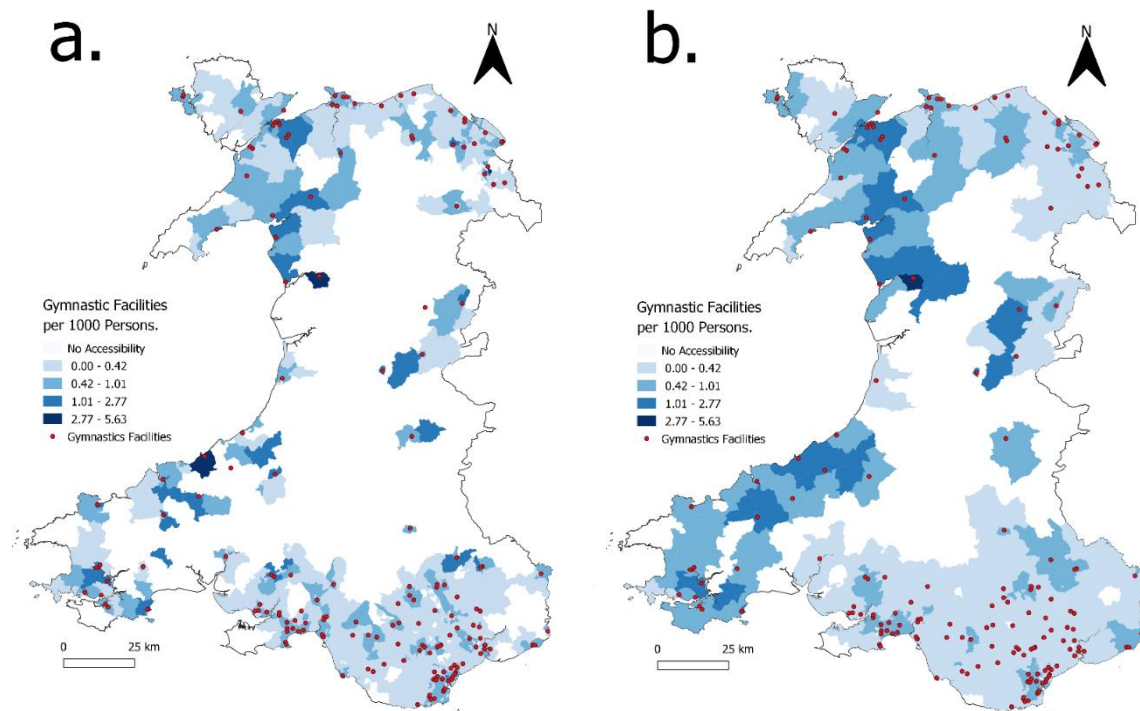 a.
N
Gymnastic Facilities
per 1000 Persons.
No Accessibility
0.00 - 0.42
0.42 - 1.01
1.01 - 2.77
2.77 - 5.63
Gymnastics Facilities
0
25 km
b.
N
Gymnastic Facilities
per 1000 Persons.
No Accessibility
0.00 - 0.42
0.42 - 1.01
1.01 - 2.77
2.77 - 5.63
Gymnastics Facilities
0
25 km